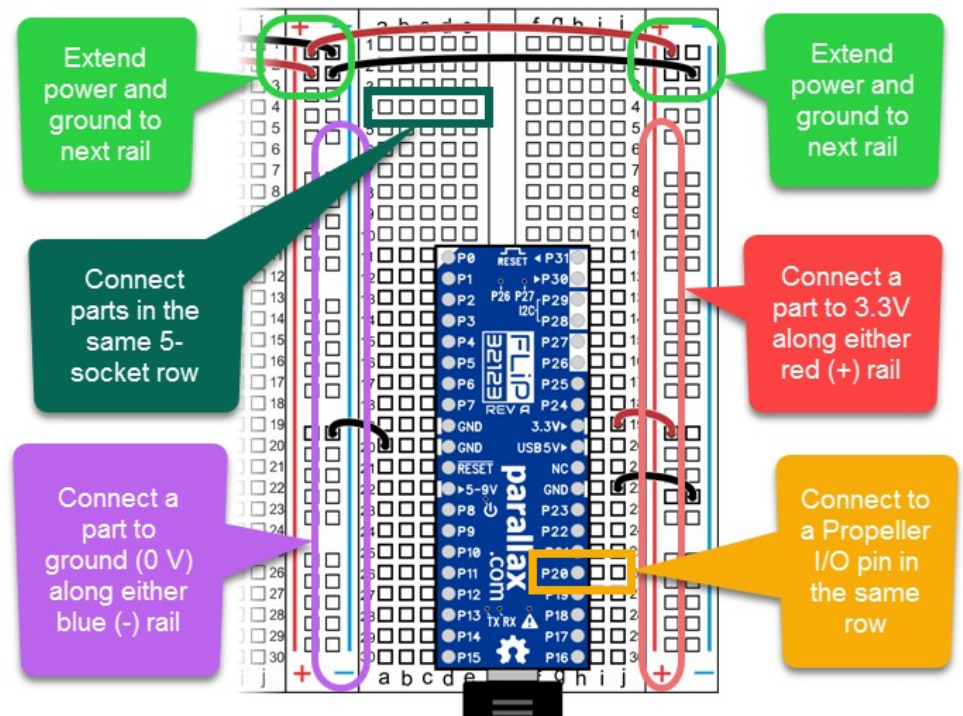 Extend
power and
ground to
next rail
Extend
power and
ground to
next rail
Connect
parts in the
same 5-
socket row
Connect a
part to 3.3V
along either
red (+) rail
Connect a
part to
ground (0 V)
along either
blue (-) rail
Connect to
a Propeller
I/O pin in
the same
row
+ −
a b c d e
f g h i j
+ −
P0 RESET ◄P31
P1 ►P30
P2 P26 P27 P29
I2C
P3 P28
P4 P27
P5 P26
P6 P25
P7 P24
FLiP
32123
REV A
GND 3.3V►
GND USB5V►
RESET NC
►5-9V GND
P8 P23
P9 P22
P10
P11 P20
P12 P19
P13 TX RX P18
P14 P17
P15 P16
parallax
.com
i j + − a b c d e f g h i j + −